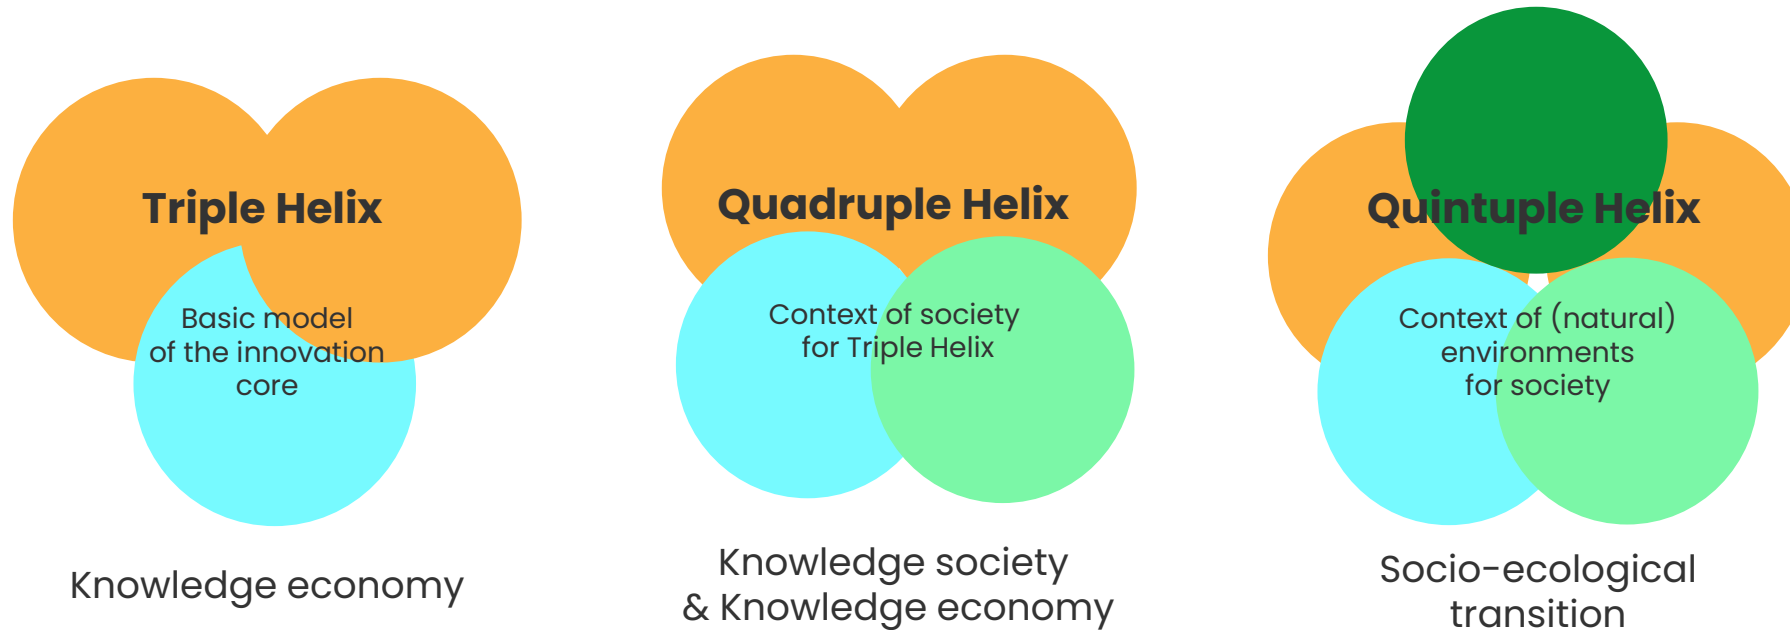 Triple Helix
Basic model
of the innovation
core
Knowledge economy
Quadruple Helix
Context of society
for Triple Helix
Knowledge society
& Knowledge economy
Quintuple Helix
Context of (natural)
environments
for society
Socio-ecological
transition